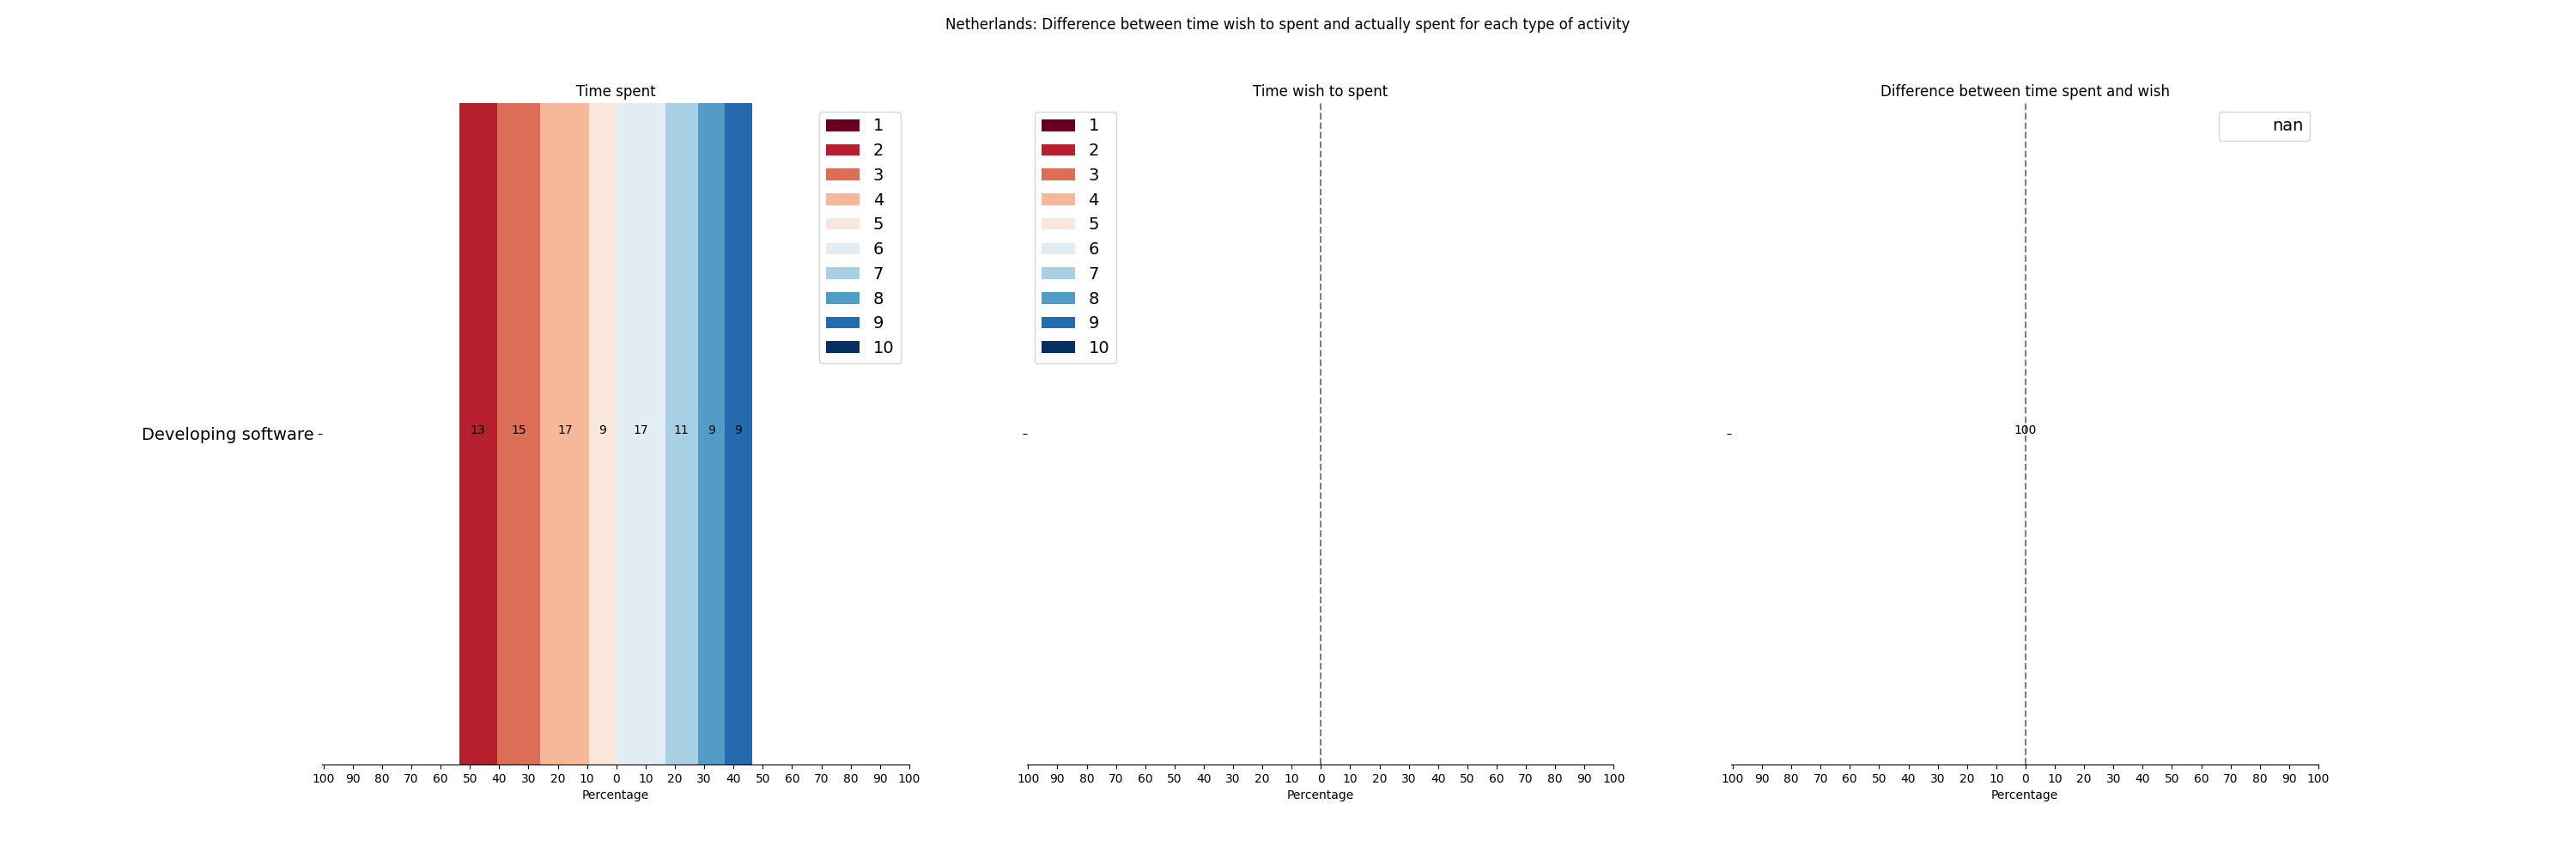 Netherlands: Difference between time wish to spent and actually spent for each type of activity
Time spent
1
2
3
4
5
6
7
8
9
10
Developing software
13 15 17 9 17 11 9 9
100 90 80 70 60 50 40 30 20 10 0 10 20 30 40 50 60 70 80 90 100
Percentage
Time wish to spent
1
2
3
4
5
6
7
8
9
10
100 90 80 70 60 50 40 30 20 10 0 10 20 30 40 50 60 70 80 90 100
Percentage
Difference between time spent and wish
nan
100
100 90 80 70 60 50 40 30 20 10 0 10 20 30 40 50 60 70 80 90 100
Percentage